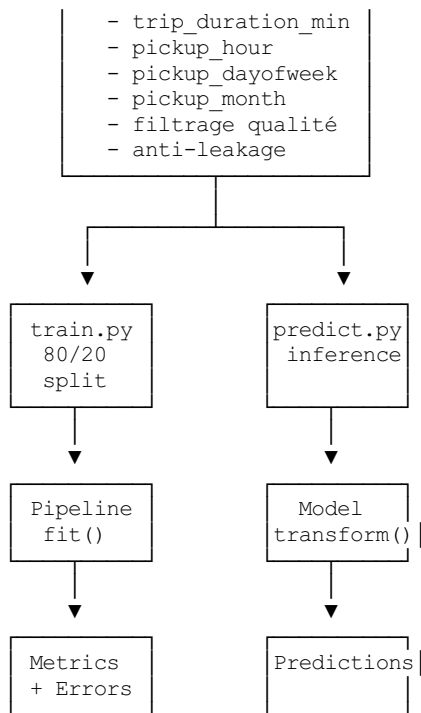 - trip_duration_min
- pickup_hour
- pickup_dayofweek
- pickup_month
- filtrage qualité
- anti-leakage
train.py
80/20
split
predict.py
inference
Pipeline
fit()
Model
transform()
Metrics
+ Errors
Predictions